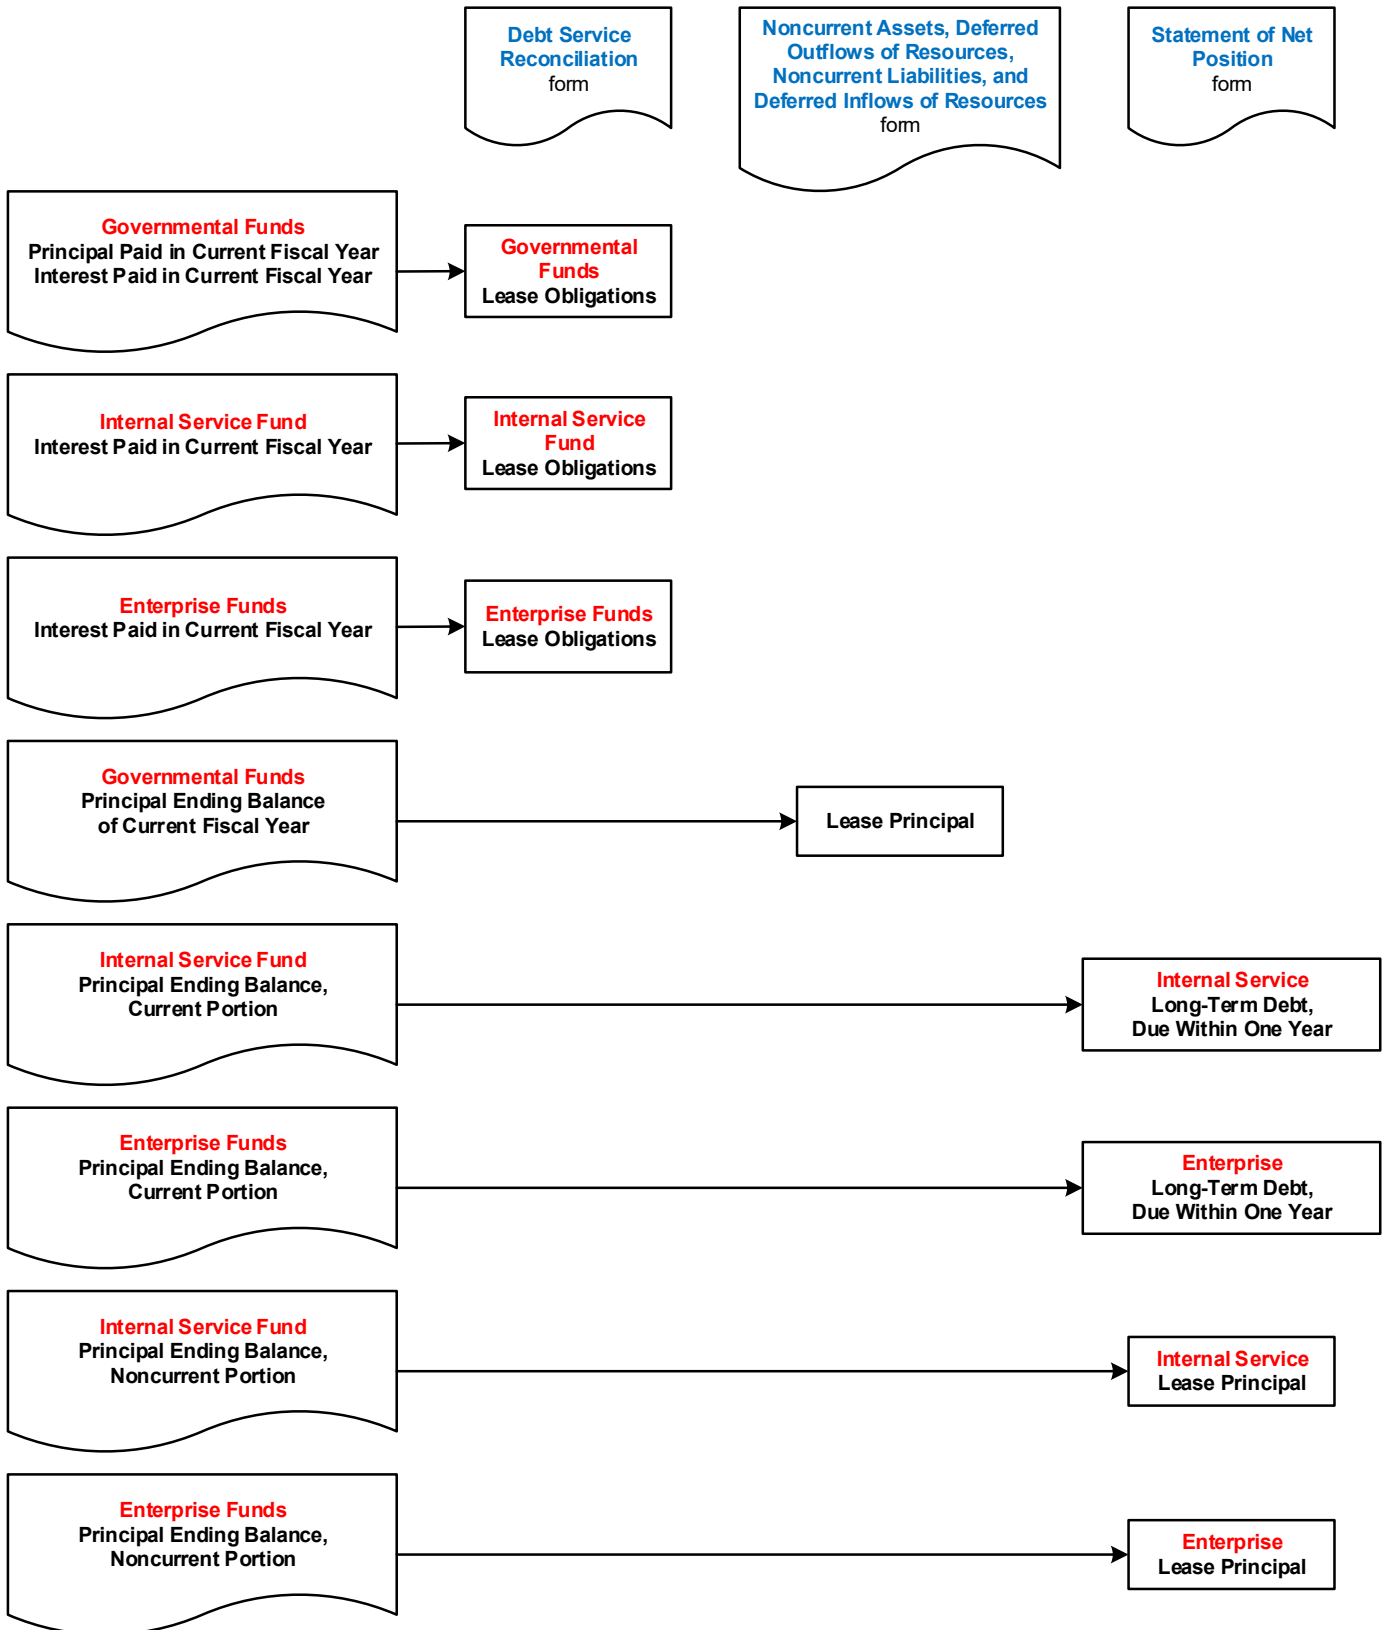 Debt Service
Reconciliation
form
Noncurrent Assets, Deferred
Outflows of Resources,
Noncurrent Liabilities, and
Deferred Inflows of Resources
form
Statement of Net
Position
form
Governmental Funds
Principal Paid in Current Fiscal Year
Interest Paid in Current Fiscal Year
Governmental
Funds
Lease Obligations
Internal Service Fund
Interest Paid in Current Fiscal Year
Internal Service
Fund
Lease Obligations
Enterprise Funds
Interest Paid in Current Fiscal Year
Enterprise Funds
Lease Obligations
Governmental Funds
Principal Ending Balance
of Current Fiscal Year
Lease Principal
Internal Service Fund
Principal Ending Balance,
Current Portion
Internal Service
Long-Term Debt,
Due Within One Year
Enterprise Funds
Principal Ending Balance,
Current Portion
Enterprise
Long-Term Debt,
Due Within One Year
Internal Service Fund
Principal Ending Balance,
Noncurrent Portion
Internal Service
Lease Principal
Enterprise Funds
Principal Ending Balance,
Noncurrent Portion
Enterprise
Lease Principal